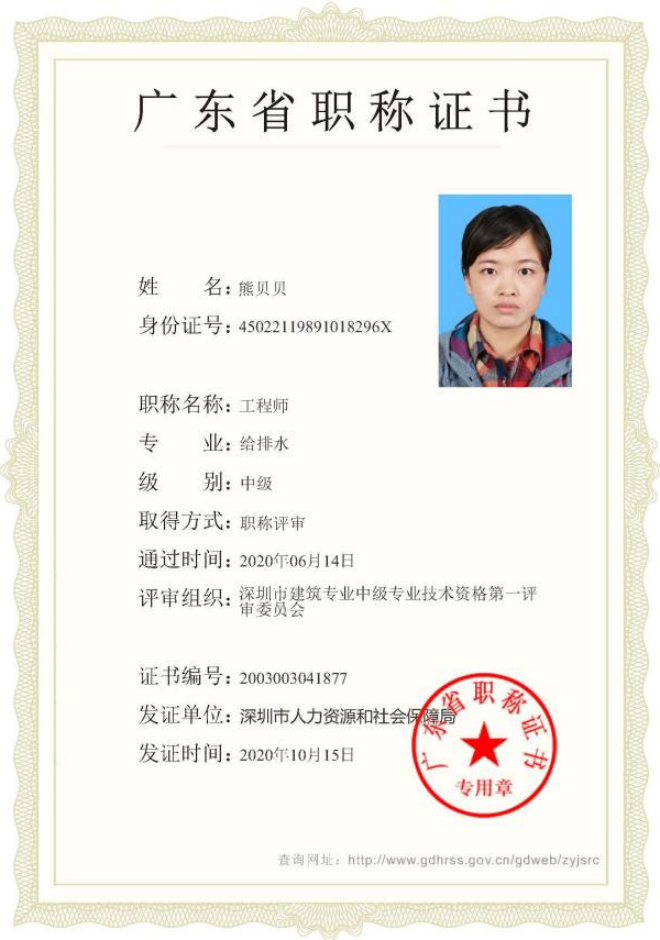 广东省职称证书
姓 名：熊贝贝
身份证号：45022119891018296X
职称名称：工程师
专 业：给排水
级 别：中级
取得方式：职称评审
通过时间：2020年06月14日
评审组织：深圳市建筑专业中级专业技术资格第一评
审委员会
证书编号：2003003041877
发证单位：深圳市人力资源和社会保障局
发证时间：2020年10月15日
广东省职称证书
专用章
查询网址：http://www.gdhrss.gov.cn/gdweb/zyjsrc